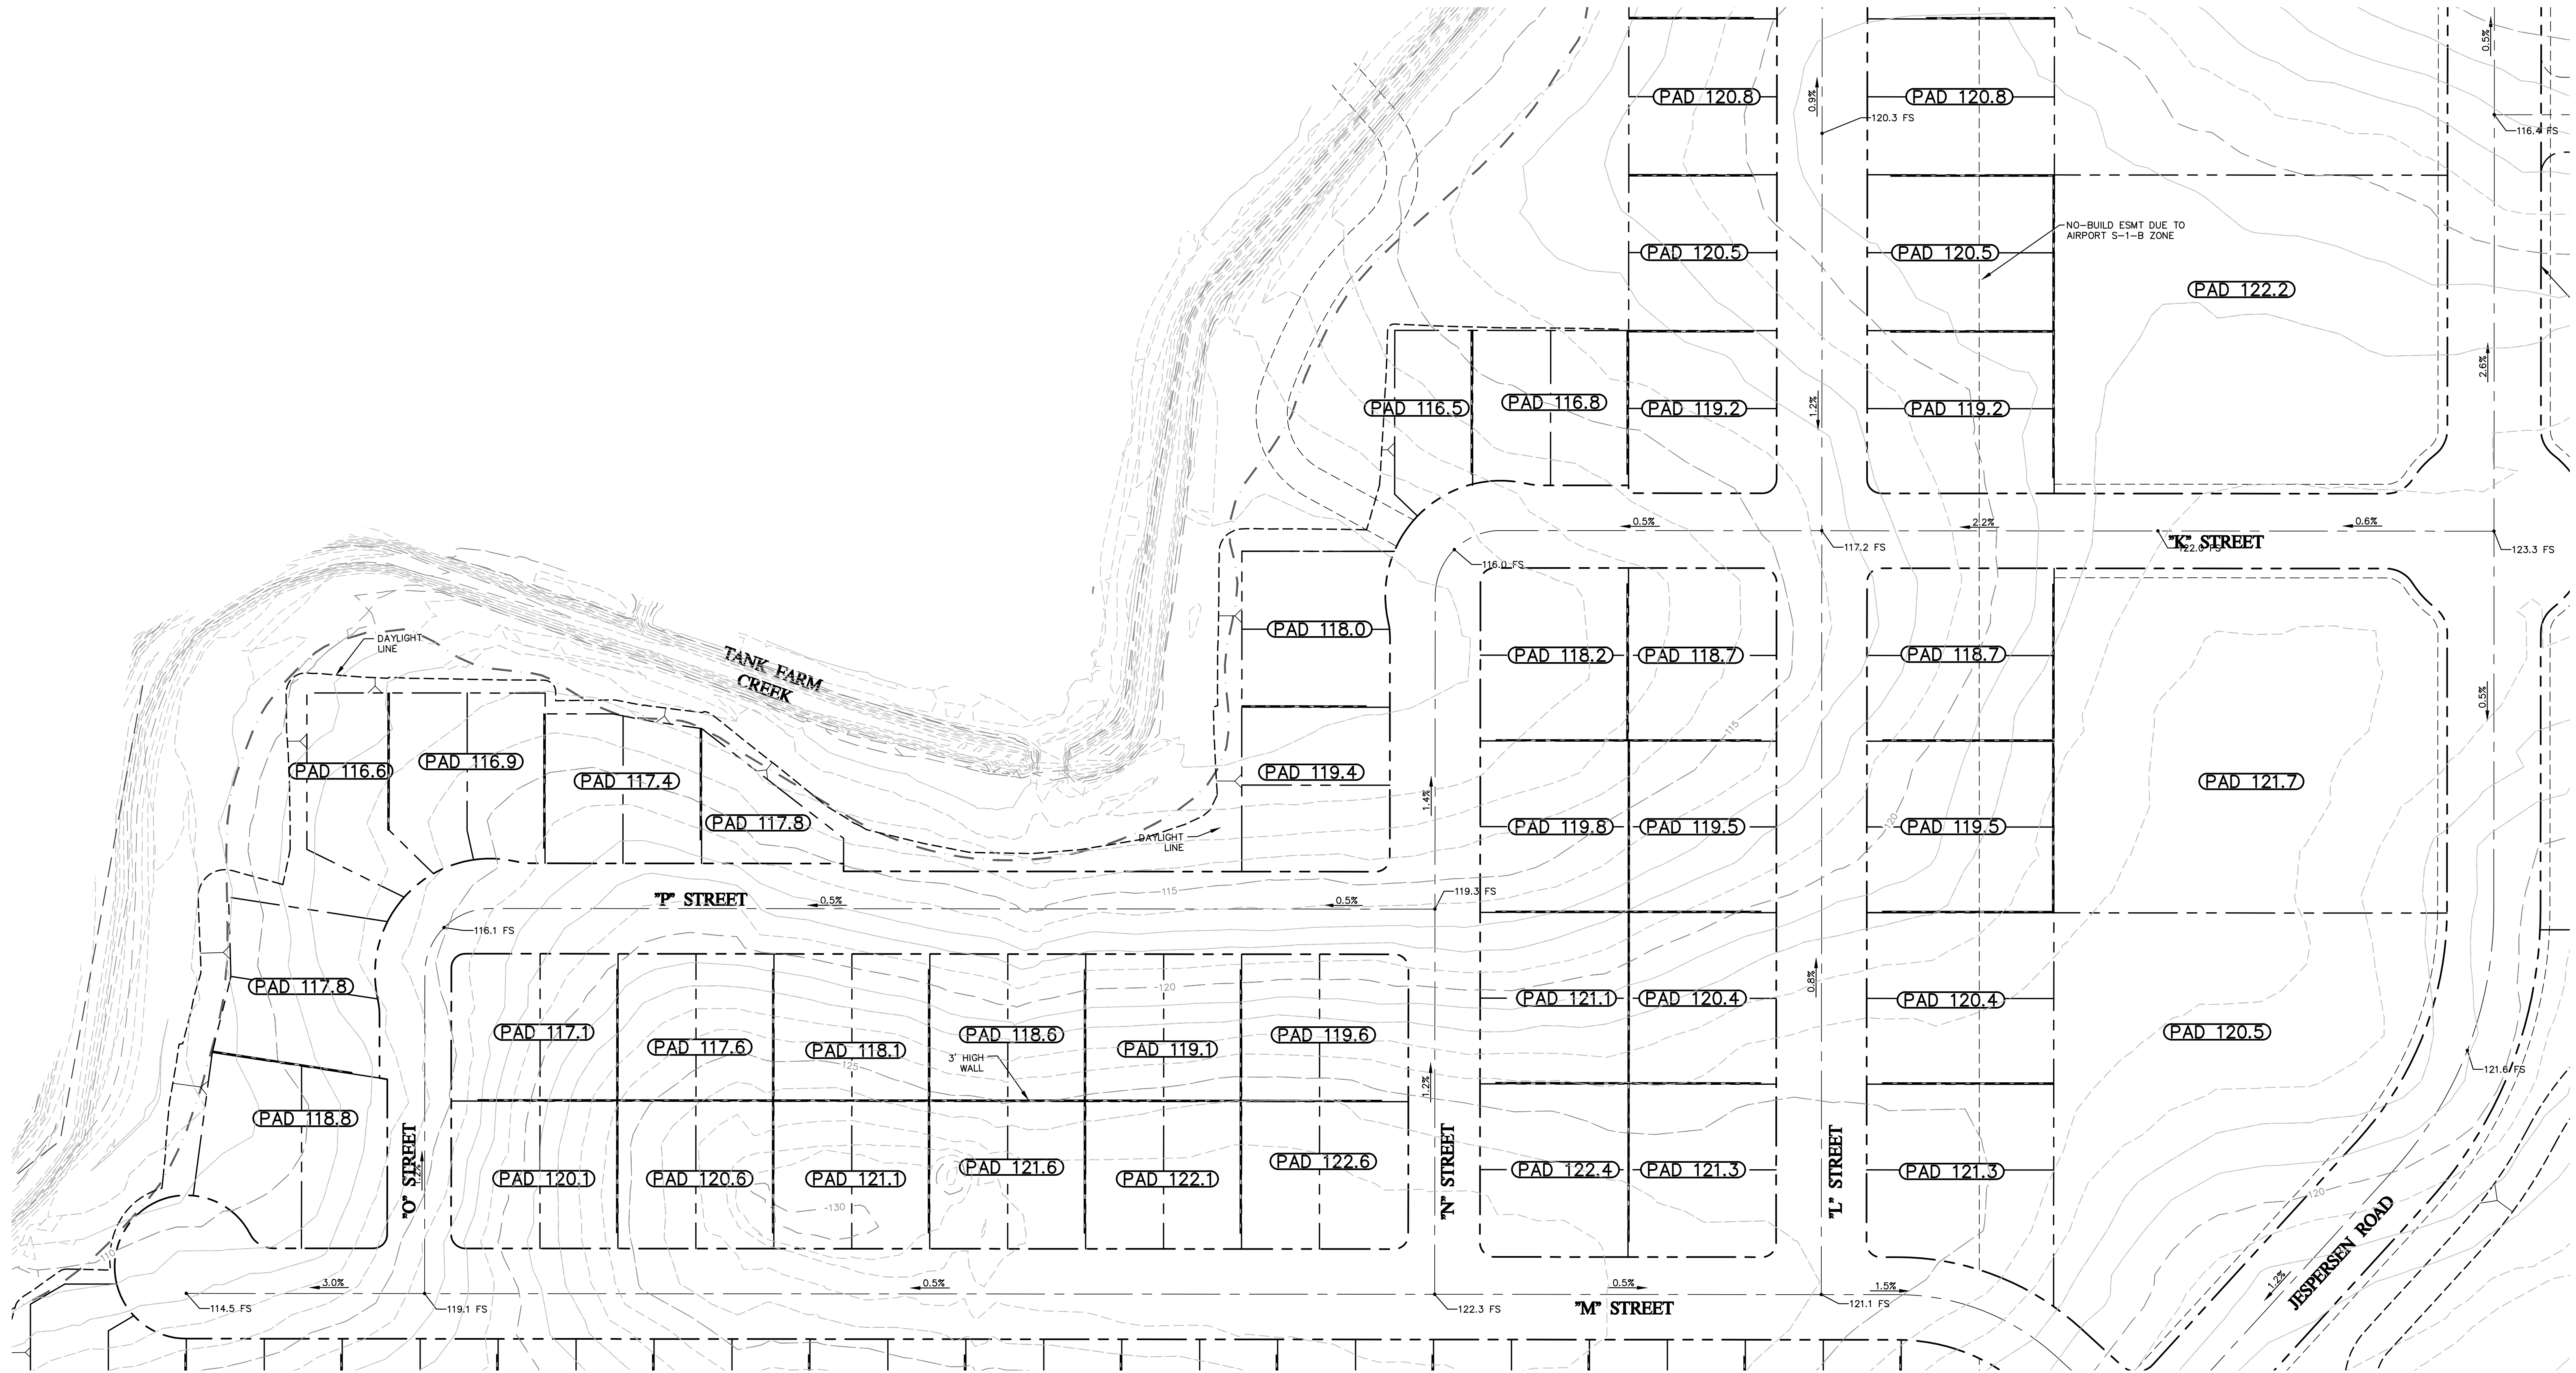 0.5%
PAD 120.8
0.9%
PAD 120.8
120.3 FS
116.4 FS
NO-BUILD ESMT DUE TO
AIRPORT S-1-B ZONE
PAD 120.5
PAD 120.5
PAD 122.2
2.6%
PAD 116.5
PAD 116.8
PAD 119.2
1.2%
PAD 119.2
0.5%
2.2%
0.6%
117.2 FS
"K" STREET
122.0 FS
123.3 FS
116.0 FS
DAYLIGHT
LINE
TANK FARM
CREEK
PAD 118.0
PAD 118.2
PAD 118.7
PAD 118.7
0.5%
115
PAD 116.6
PAD 116.9
PAD 117.4
PAD 117.8
PAD 119.4
1.4%
PAD 121.7
DAYLIGHT
LINE
PAD 119.8
PAD 119.5
120
PAD 119.5
"P" STREET
0.5%
115
0.5%
119.3 FS
116.1 FS
PAD 117.8
120
PAD 121.1
PAD 120.4
0.8%
PAD 120.4
PAD 120.5
PAD 117.1
PAD 117.6
PAD 118.1
PAD 118.6
PAD 119.1
PAD 119.6
125
3' HIGH
WALL
1.2%
121.6 FS
PAD 118.8
"O" STREET
PAD 120.1
PAD 120.6
PAD 121.1
PAD 121.6
PAD 122.1
PAD 122.6
"N" STREET
PAD 122.4
PAD 121.3
"L" STREET
PAD 121.3
130
120
JESPERSEN ROAD
110
3.0%
0.5%
0.5%
1.5%
1.2%
114.5 FS
119.1 FS
122.3 FS
"M" STREET
121.1 FS